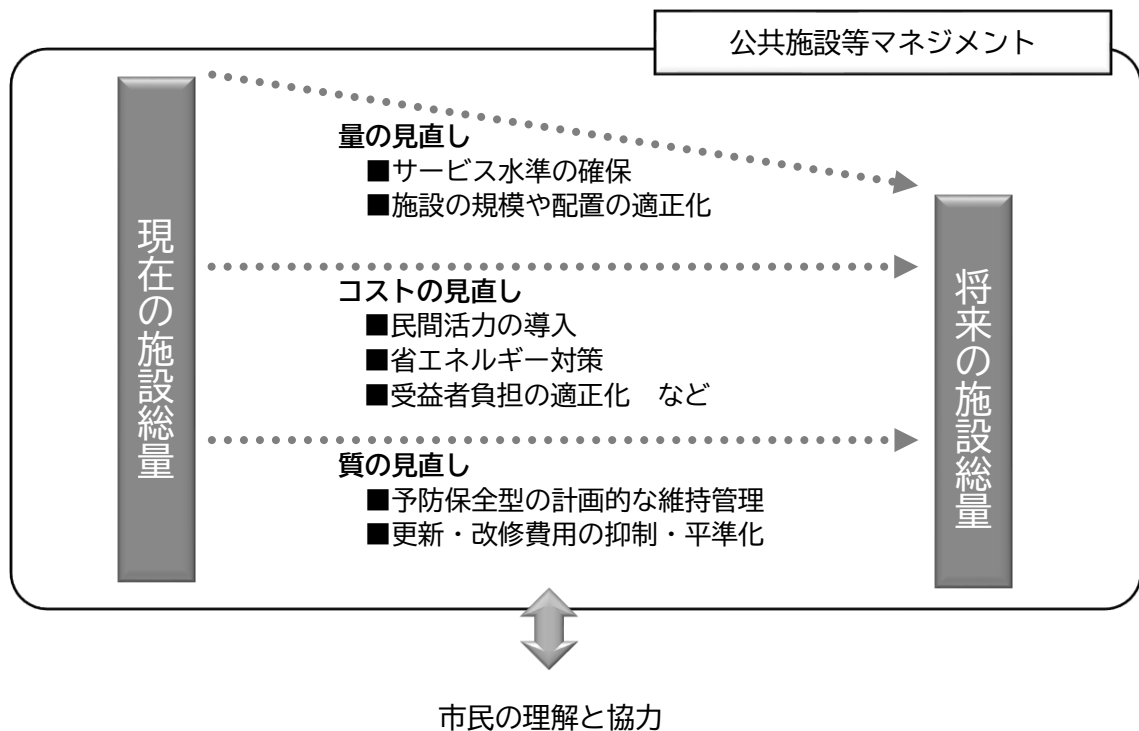 公共施設等マネジメント
現在の施設総量
量の見直し
■サービス水準の確保
■施設の規模や配置の適正化
コストの見直し
■民間活力の導入
■省エネルギー対策
■受益者負担の適正化　など
質の見直し
■予防保全型の計画的な維持管理
■更新・改修費用の抑制・平準化
将来の施設総量
市民の理解と協力